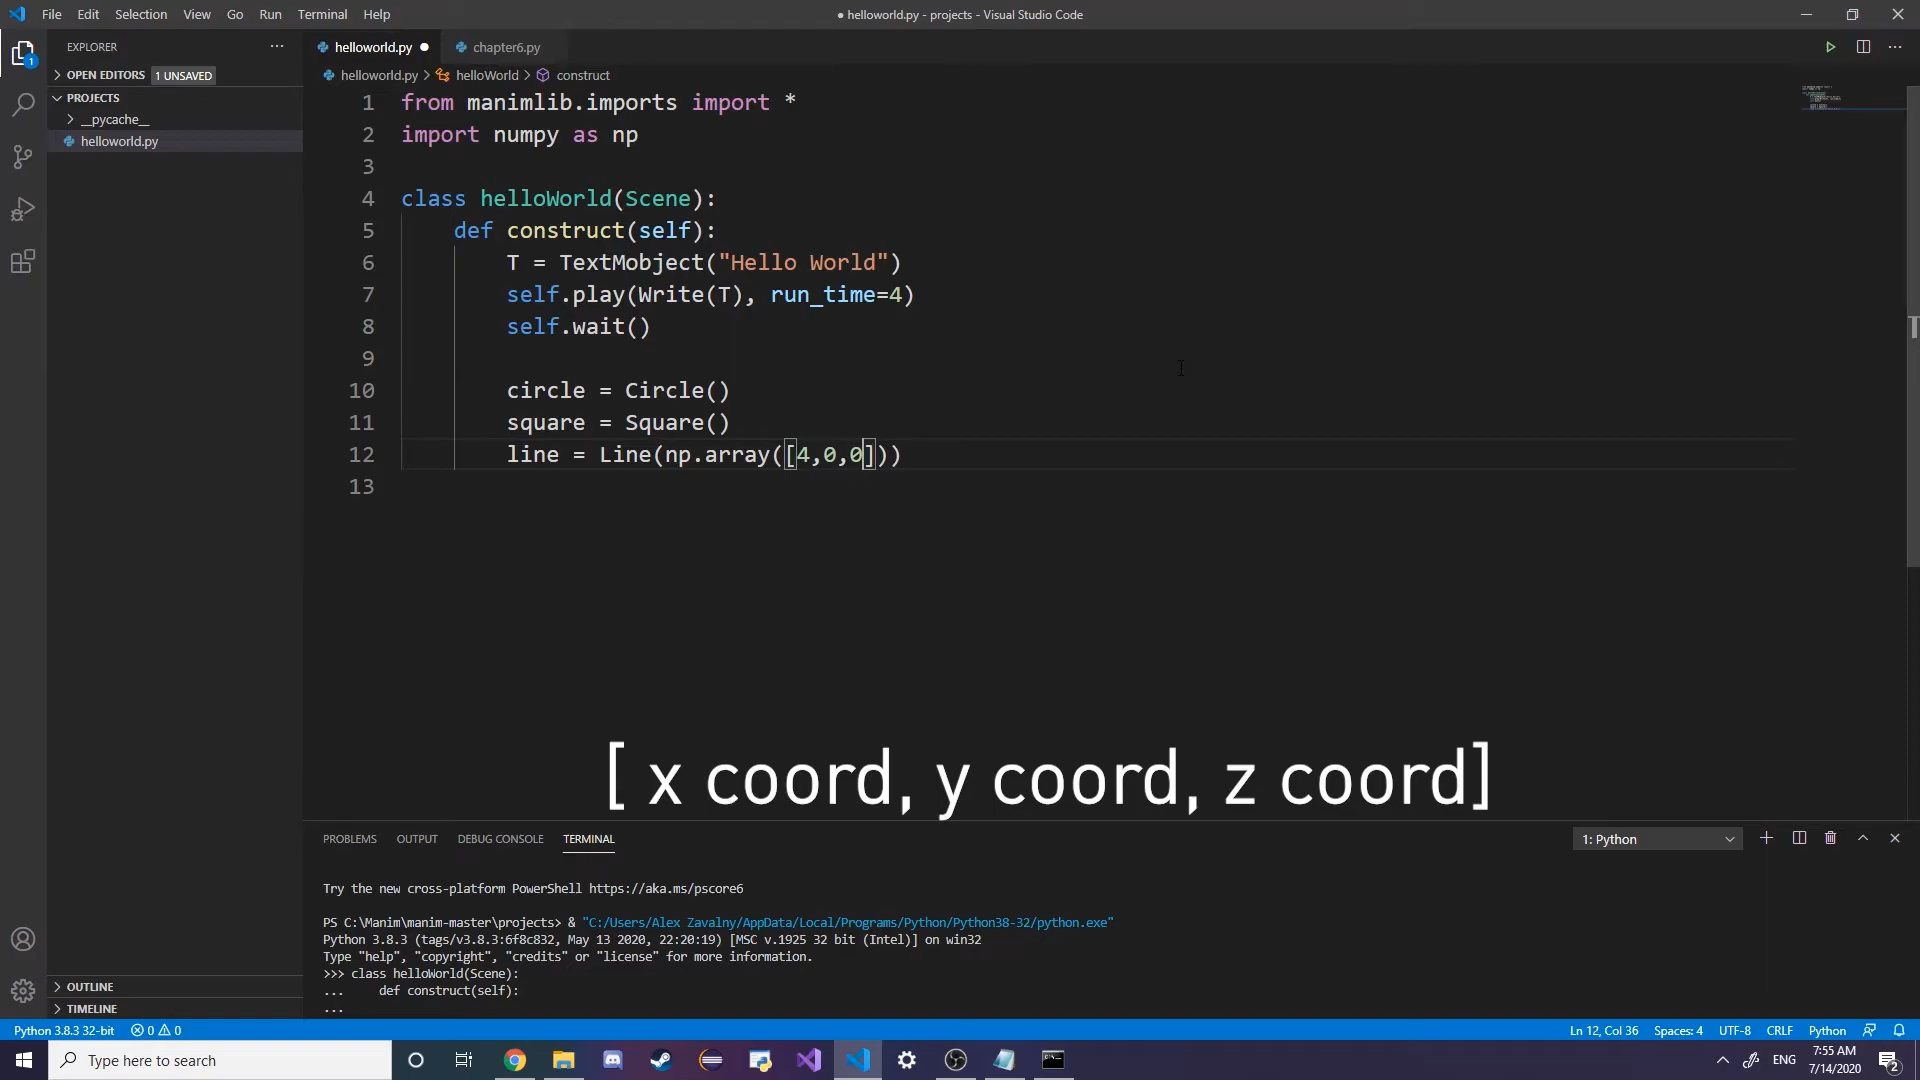 File Edit Selection View Go Run Terminal Help
● helloworld.py - projects - Visual Studio Code
EXPLORER
OPEN EDITORS 1 UNSAVED
PROJECTS
__pycache__
helloworld.py
helloworld.py chapter6.py
helloworld.py > helloWorld > construct
1 from manimlib.imports import *
2 import numpy as np
3
4 class helloWorld(Scene):
5 def construct(self):
6 T = TextMobject("Hello World")
7 self.play(Write(T), run_time=4)
8 self.wait()
9
10 circle = Circle()
11 square = Square()
12 line = Line(np.array([4,0,0]))
13
[ x coord, y coord, z coord]
PROBLEMS OUTPUT DEBUG CONSOLE TERMINAL
1: Python
Try the new cross-platform PowerShell https://aka.ms/pscore6
PS C:\Manim\manim-master\projects> & "C:/Users/Alex Zavalny/AppData/Local/Programs/Python/Python38-32/python.exe"
Python 3.8.3 (tags/v3.8.3:6f8c832, May 13 2020, 22:20:19) [MSC v.1925 32 bit (Intel)] on win32
Type "help", "copyright", "credits" or "license" for more information.
>>> class helloWorld(Scene):
... def construct(self):
...
OUTLINE
TIMELINE
1
Python 3.8.3 32-bit 0 0
Ln 12, Col 36 Spaces: 4 UTF-8 CRLF Python
Type here to search
ENG
7:55 AM
7/14/2020
2